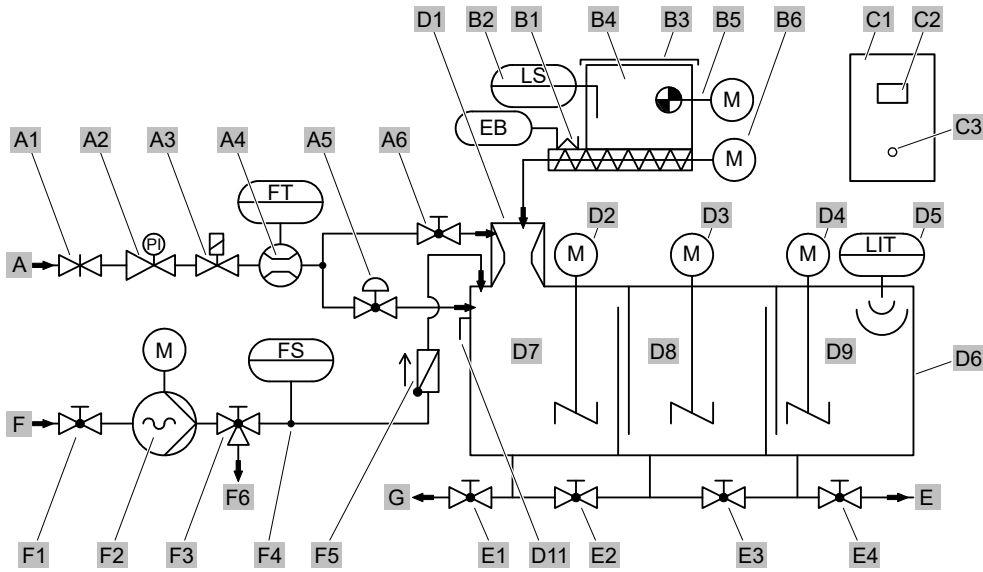 D1 B2 B1 B4 B3 B5 B6 C1 C2
LS
M
A1 A2 A3 A4 A5 A6 EB M C3
FT D2 D3 D4 D5
PI
M M M LIT
A
D7 D8 D9 D6
M FS
F
F6 G E
F1 F2 F3 F4 F5 E1 D11 E2 E3 E4